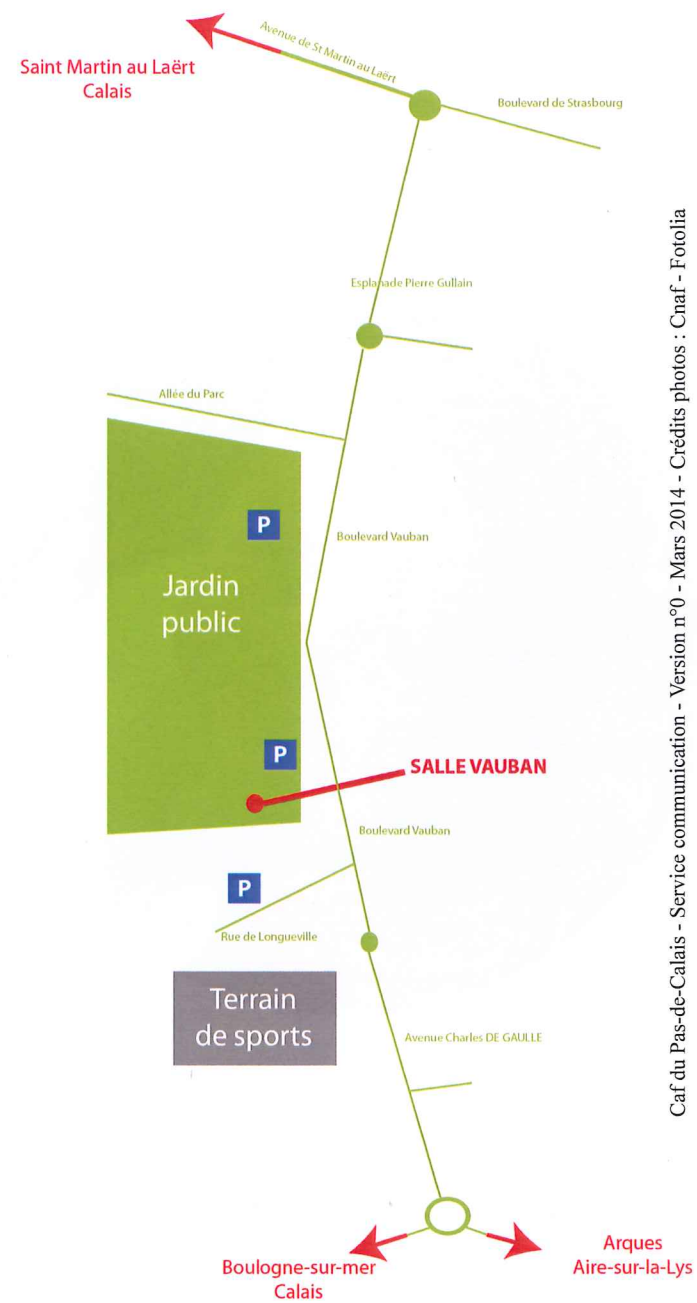 Avenue de St Martin au Laërt
Saint Martin au Laërt
Calais
Boulevard de Strasbourg
Esplanade Pierre Gullain
Allée du Parc
P
Boulevard Vauban
Jardin
public
P
SALLE VAUBAN
Boulevard Vauban
P
Rue de Longueville
Terrain
de sports
Avenue Charles DE GAULLE
Boulogne-sur-mer
Calais
Arques
Aire-sur-la-Lys
Caf du Pas-de-Calais - Service communication - Version n°0 - Mars 2014 - Crédits photos : Cnaf - Fotolia